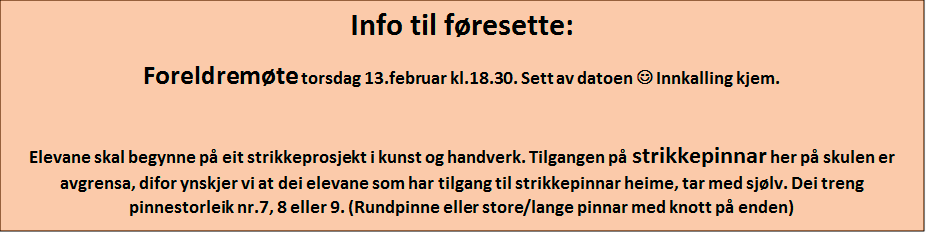 Info til føresette:
Foreldremøte torsdag 13.februar kl.18.30. Sett av datoen ☺ Innkalling kjem.
Elevane skal begynne på eit strikkeprosjekt i kunst og handverk. Tilgangen på strikkepinnar her på skulen er
avgrensa, difor ynskjer vi at dei elevane som har tilgang til strikkepinnar heime, tar med sjølv. Dei treng
pinnestorleik nr.7, 8 eller 9. (Rundpinne eller store/lange pinnar med knott på enden)